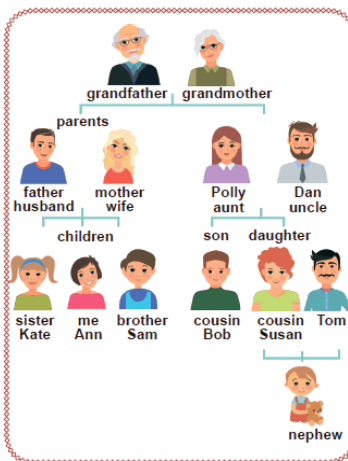 grandfather grandmother
parents
father mother Polly Dan
husband wife aunt uncle
children son daughter
sister me brother cousin cousin Tom
Kate Ann Sam Bob Susan
nephew